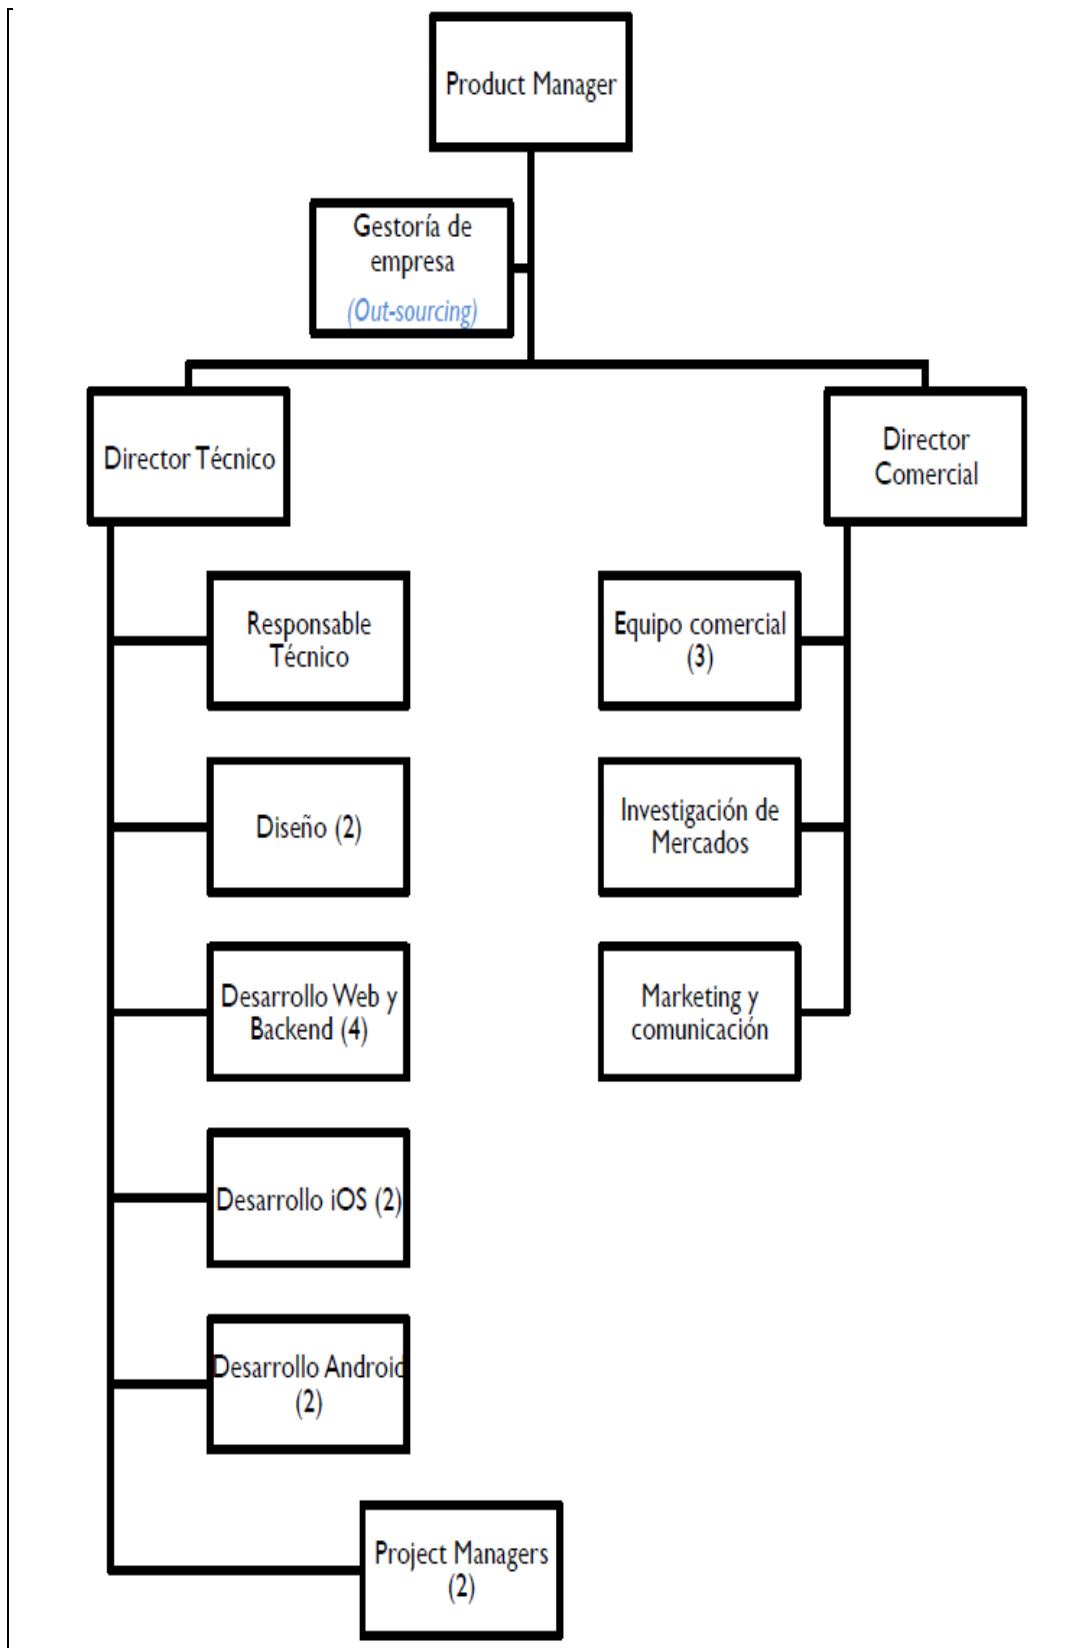 Product Manager
Gestoría de
empresa
(Out-sourcing)
Director Técnico
Director
Comercial
Responsable
Técnico
Equipo comercial
(3)
Diseño (2)
Investigación de
Mercados
Desarrollo Web y
Backend (4)
Marketing y
comunicación
Desarrollo iOS (2)
Desarrollo Android
(2)
Project Managers
(2)